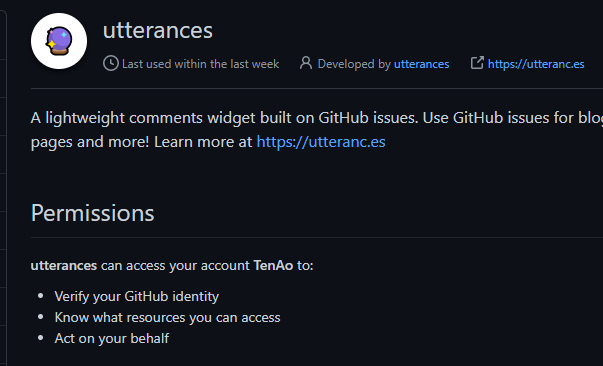 utterances
Last used within the last week Developed by utterances https://utteranc.es
A lightweight comments widget built on GitHub issues. Use GitHub issues for blog
pages and more! Learn more at https://utteranc.es
Permissions
utterances can access your account TenAo to:
• Verify your GitHub identity
• Know what resources you can access
• Act on your behalf